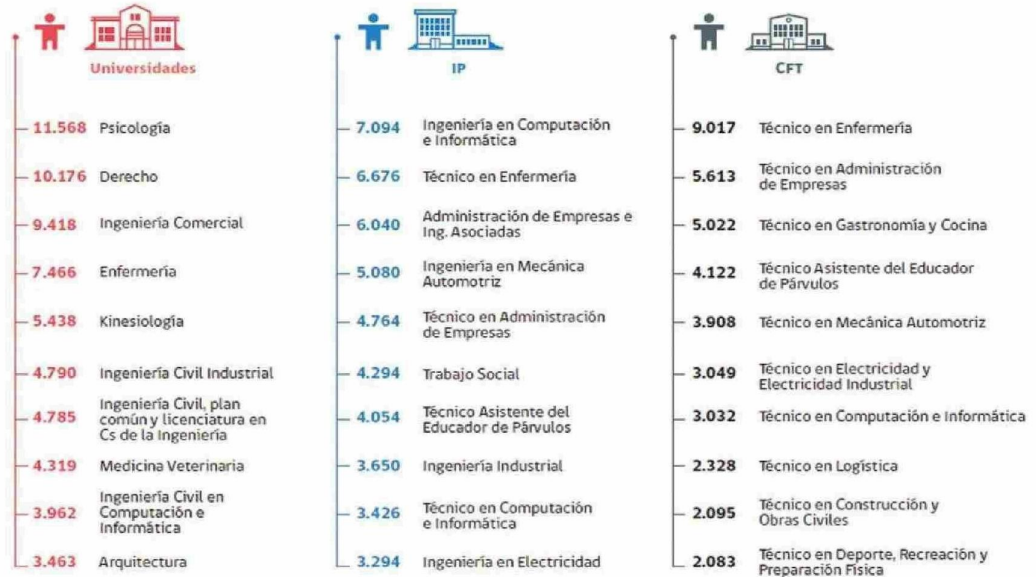 Universidades
11.568 Psicología
10.176 Derecho
9.418 Ingeniería Comercial
7.466 Enfermería
5.438 Kinesiología
4.790 Ingeniería Civil Industrial
4.785 Ingeniería Civil, plan
común y licenciatura en
Cs de la Ingeniería
4.319 Medicina Veterinaria
3.962 Ingeniería Civil en
Computación e
Informática
3.463 Arquitectura
IP
7.094 Ingeniería en Computación
e Informática
6.676 Técnico en Enfermería
6.040 Administración de Empresas e
Ing. Asociadas
5.080 Ingeniería en Mecánica
Automotriz
4.764 Técnico en Administración
de Empresas
4.294 Trabajo Social
4.054 Técnico Asistente del
Educador de Párvulos
3.650 Ingeniería Industrial
3.426 Técnico en Computación
e Informática
3.294 Ingeniería en Electricidad
CFT
9.017 Técnico en Enfermería
5.613 Técnico en Administración
de Empresas
5.022 Técnico en Gastronomía y Cocina
4.122 Técnico Asistente del Educador
de Párvulos
3.908 Técnico en Mecánica Automotriz
3.049 Técnico en Electricidad y
Electricidad Industrial
3.032 Técnico en Computación e Informática
2.328 Técnico en Logística
2.095 Técnico en Construcción y
Obras Civiles
2.083 Técnico en Deporte, Recreación y
Preparación Física